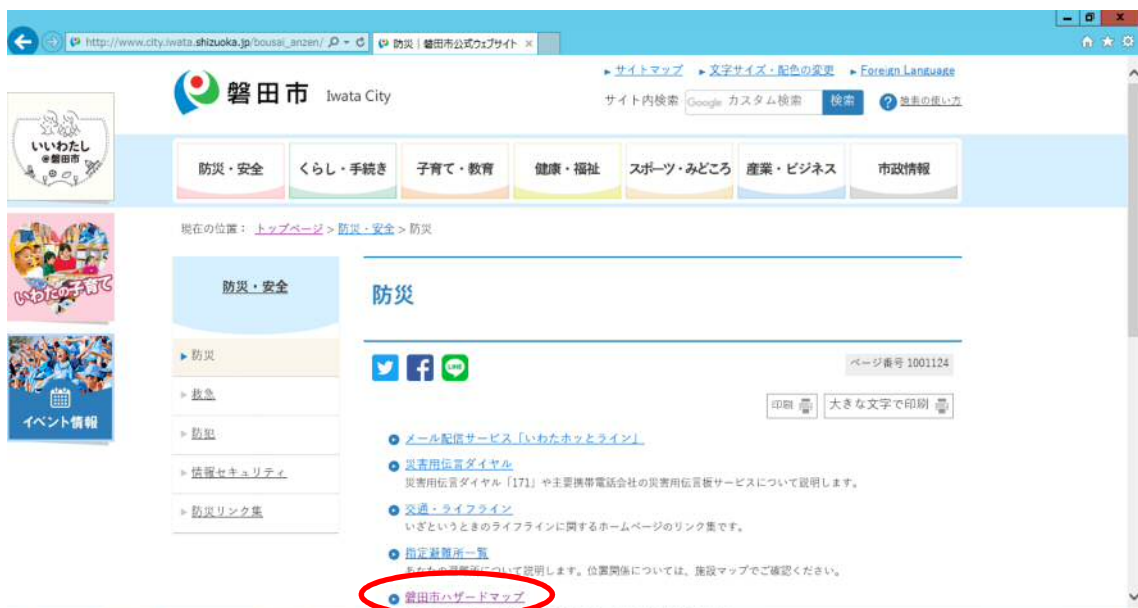 http://www.city.iwata.shizuoka.jp/bousai_anzen/
防災｜磐田市公式ウェブサイト
磐田市 Iwata City
サイトマップ 文字サイズ・配色の変更 Foreign Language
サイト内検索 Google カスタム検索 検索 ? 検索の使い方
いいわたし
@磐田市
防災・安全 くらし・手続き 子育て・教育 健康・福祉 スポーツ・みどころ 産業・ビジネス 市政情報
現在の位置： トップページ > 防災・安全 > 防災
いわたの子育て
防災・安全
防災
防災
救急
防犯
情報セキュリティ
防災リンク集
イベント情報
LINE
ページ番号 1001124
印刷 大きな文字で印刷
メール配信サービス「いわたホッとライン」
災害用伝言ダイヤル
災害用伝言ダイヤル「171」や主要携帯電話会社の災害用伝言板サービスについて説明します。
交通・ライフライン
いざというときのライフラインに関するホームページのリンク集です。
指定避難所一覧
あなたの避難所について説明します。位置関係については、施設マップでご確認ください。
磐田市ハザードマップ